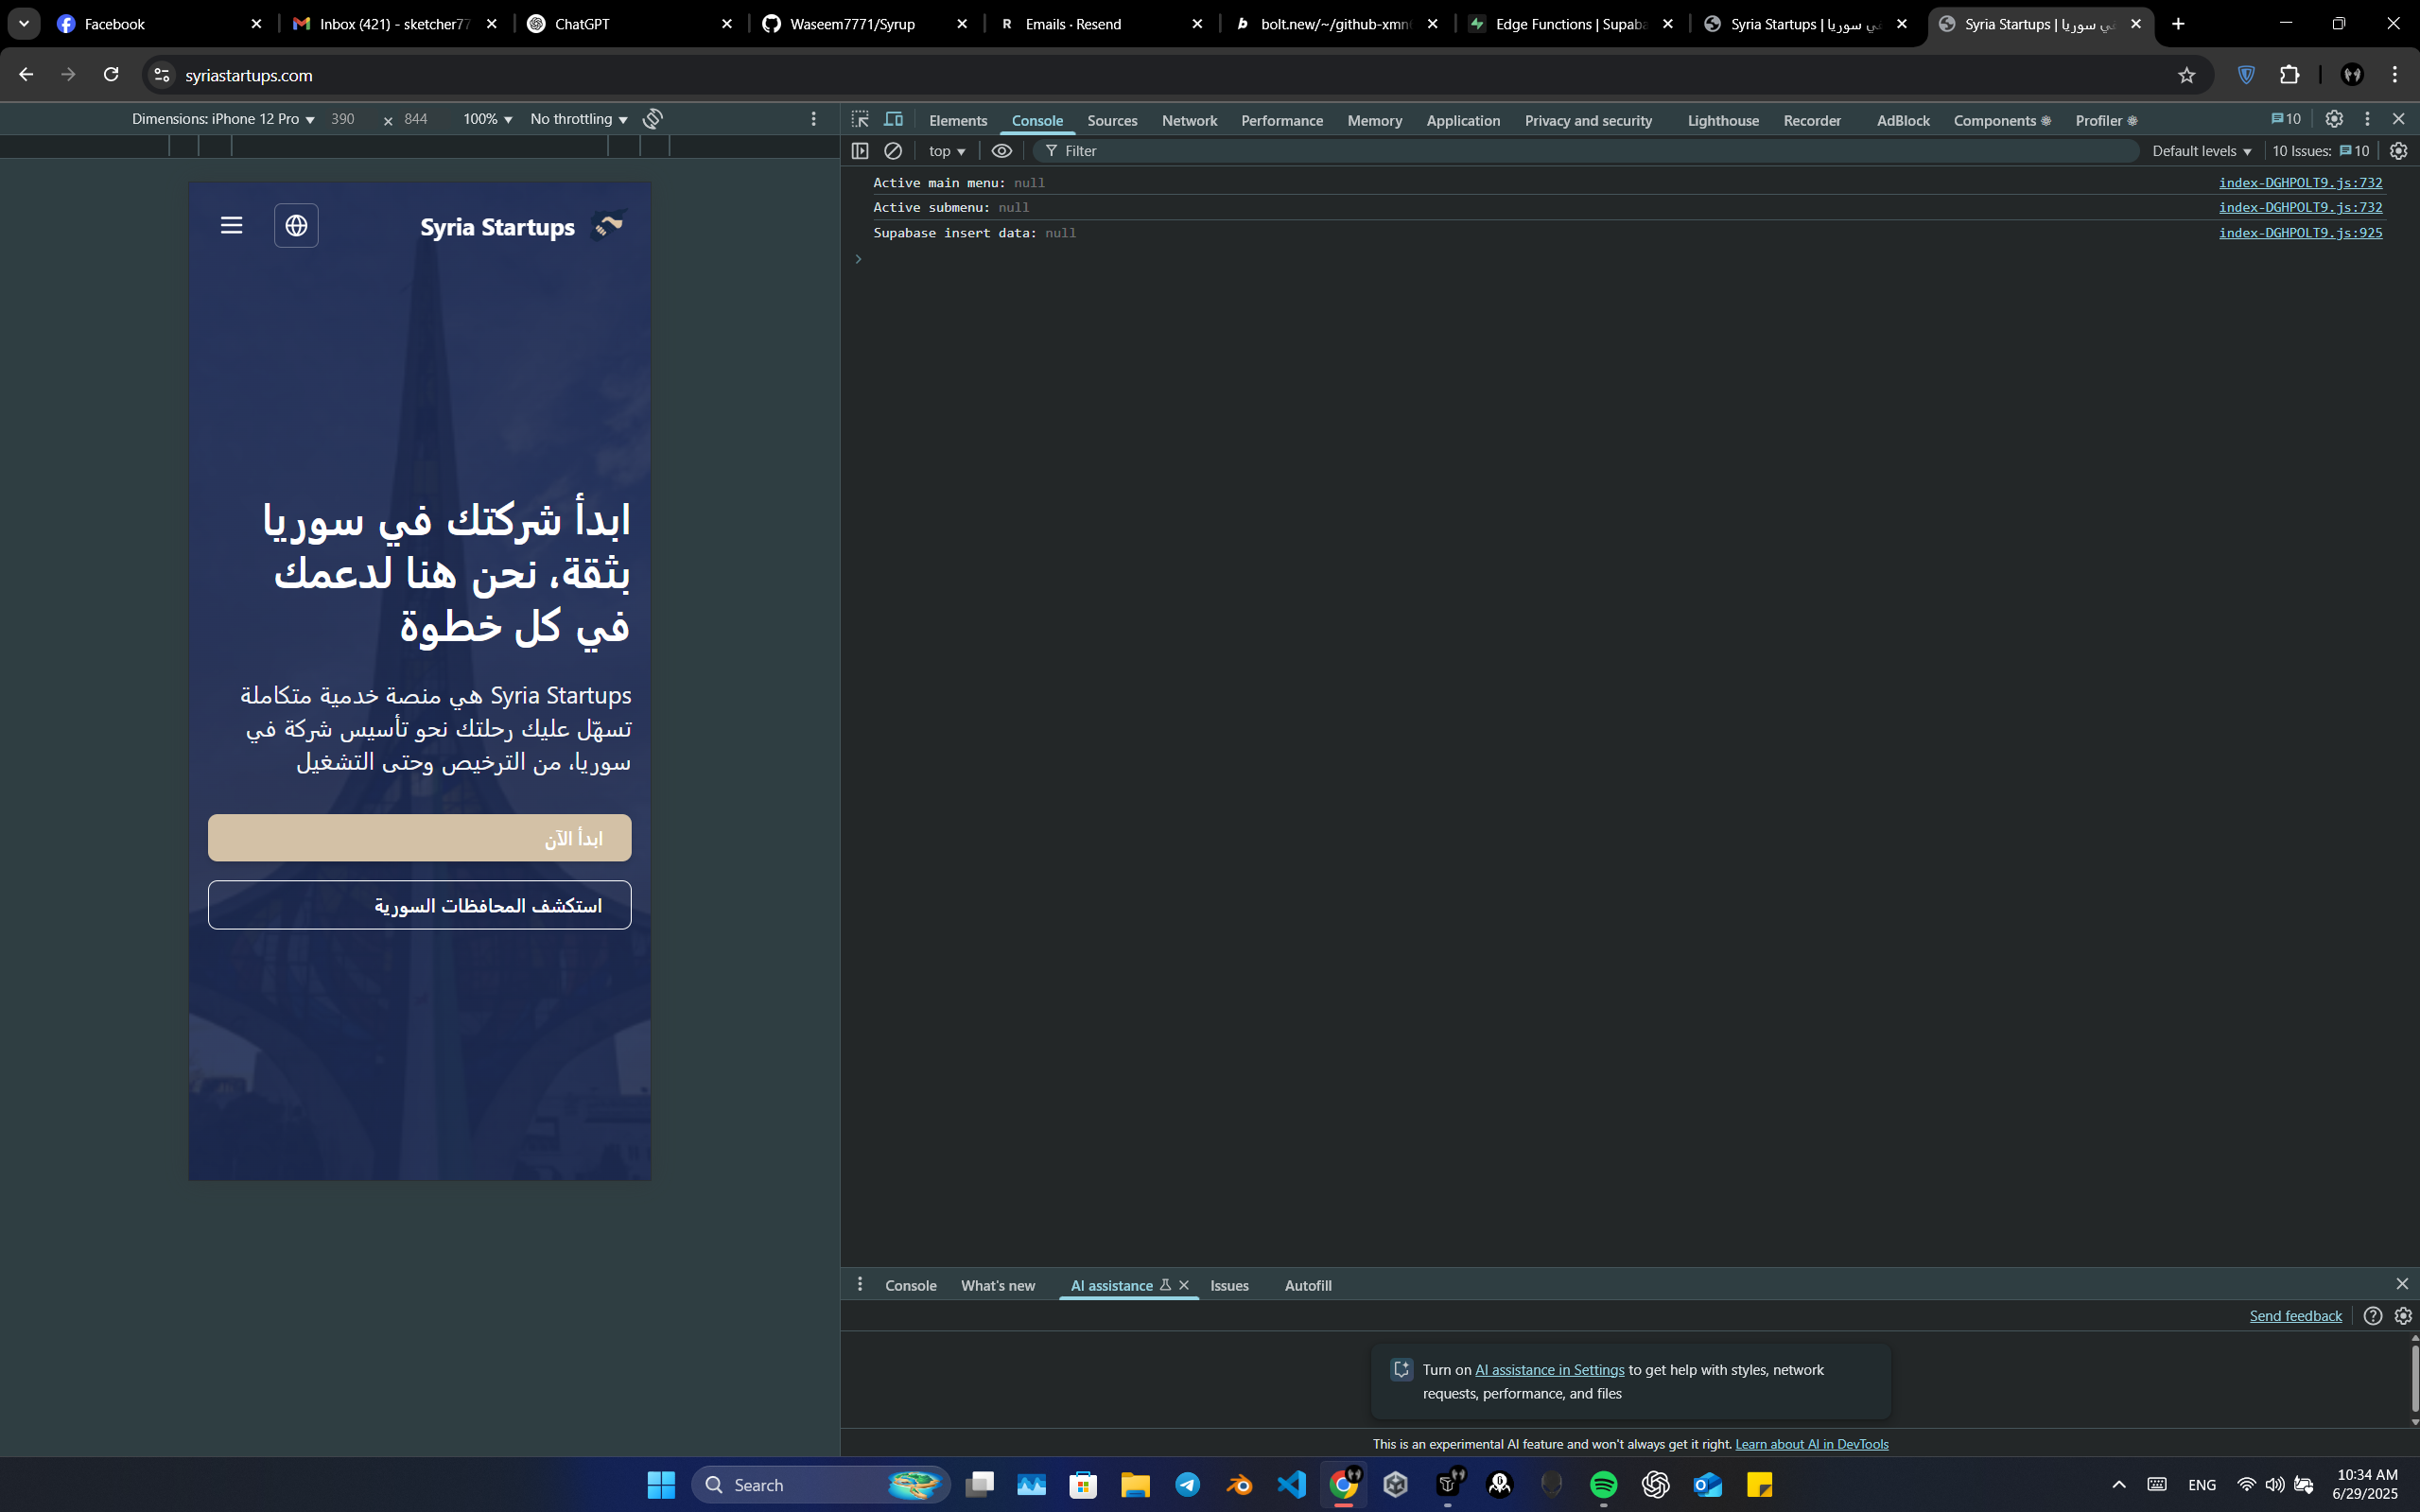 Facebook
Inbox (421) - sketcher77
ChatGPT
Waseem7771/Syrup
Emails · Resend
bolt.new/~/github-xmn
Edge Functions | Supaba
Syria Startups | في سوريا
Syria Startups | في سوريا
syriastartups.com
Dimensions: iPhone 12 Pro 390 × 844 100% No throttling
Elements Console Sources Network Performance Memory Application Privacy and security Lighthouse Recorder AdBlock Components Profiler 10
top Filter Default levels 10 Issues: 10
Active main menu: null index-DGHPOLT9.js:732
Active submenu: null index-DGHPOLT9.js:732
Supabase insert data: null index-DGHPOLT9.js:925
Syria Startups
ابدأ شركتك في سوريا
بثقة، نحن هنا لدعمك
في كل خطوة
Syria Startups هي منصة خدمية متكاملة
تسهّل عليك رحلتك نحو تأسيس شركة في
سوريا، من الترخيص وحتى التشغيل
ابدأ الآن
استكشف المحافظات السورية
Console What's new AI assistance Issues Autofill
Send feedback
Turn on AI assistance in Settings to get help with styles, network
requests, performance, and files
This is an experimental AI feature and won't always get it right. Learn about AI in DevTools
Search
ENG
10:34 AM
6/29/2025